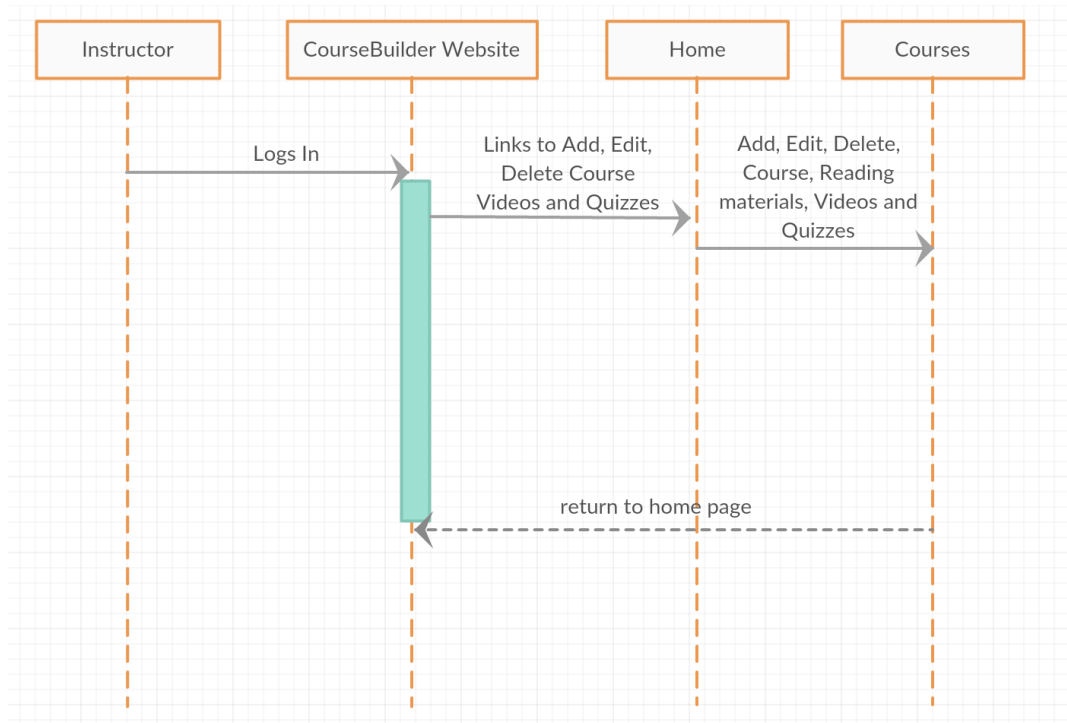 Instructor
CourseBuilder Website
Home
Courses
Logs In
Links to Add, Edit,
Delete Course
Videos and Quizzes
Add, Edit, Delete,
Course, Reading
materials, Videos and
Quizzes
return to home page